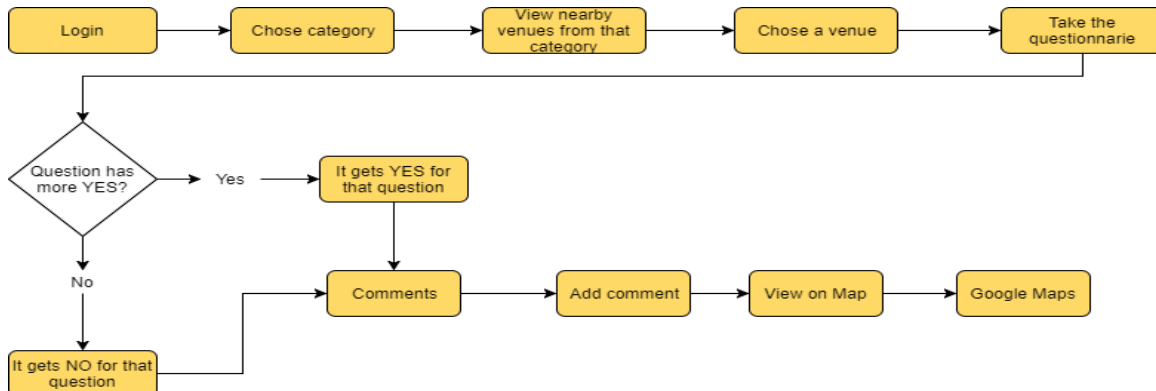 Login
Chose category
View nearby
venues from that
category
Chose a venue
Take the
questionnarie
Question has
more YES?
Yes
It gets YES for
that question
No
Comments
Add comment
View on Map
Google Maps
It gets NO for that
question